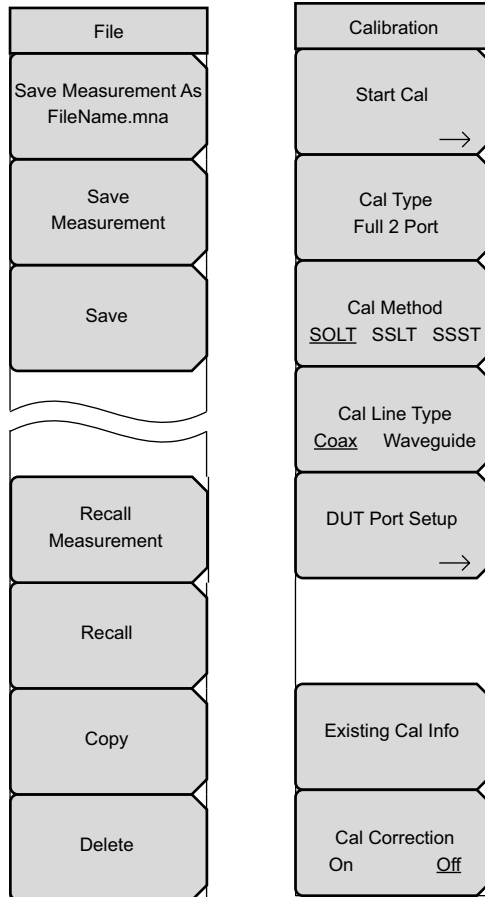 File
Save Measurement As
FileName.mna
Save
Measurement
Save
Recall
Measurement
Recall
Copy
Delete
Calibration
Start Cal
Cal Type
Full 2 Port
Cal Method
SOLT SSLT SSST
Cal Line Type
Coax Waveguide
DUT Port Setup
Existing Cal Info
Cal Correction
On Off